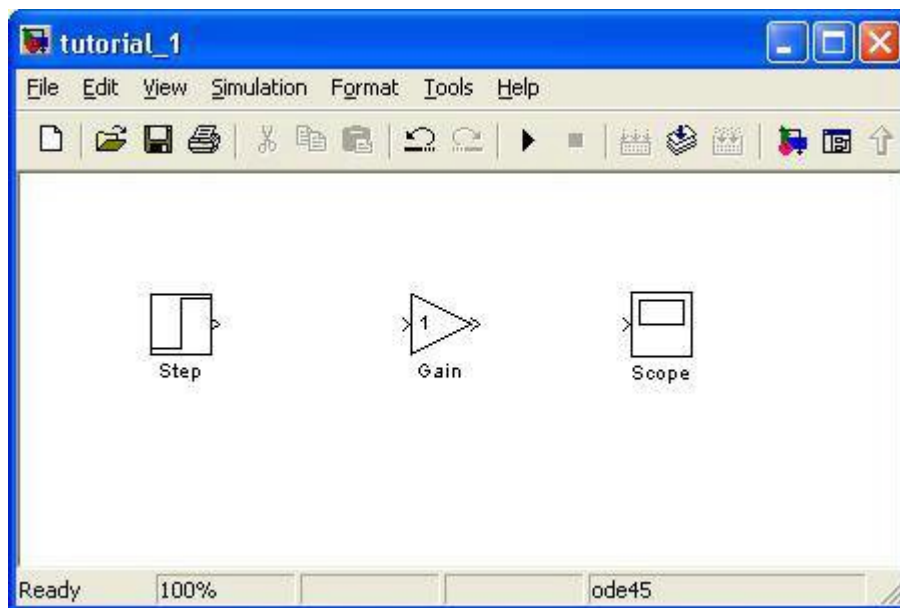 tutorial_1
File Edit View Simulation Format Tools Help
1
Step Gain Scope
Ready 100% ode45